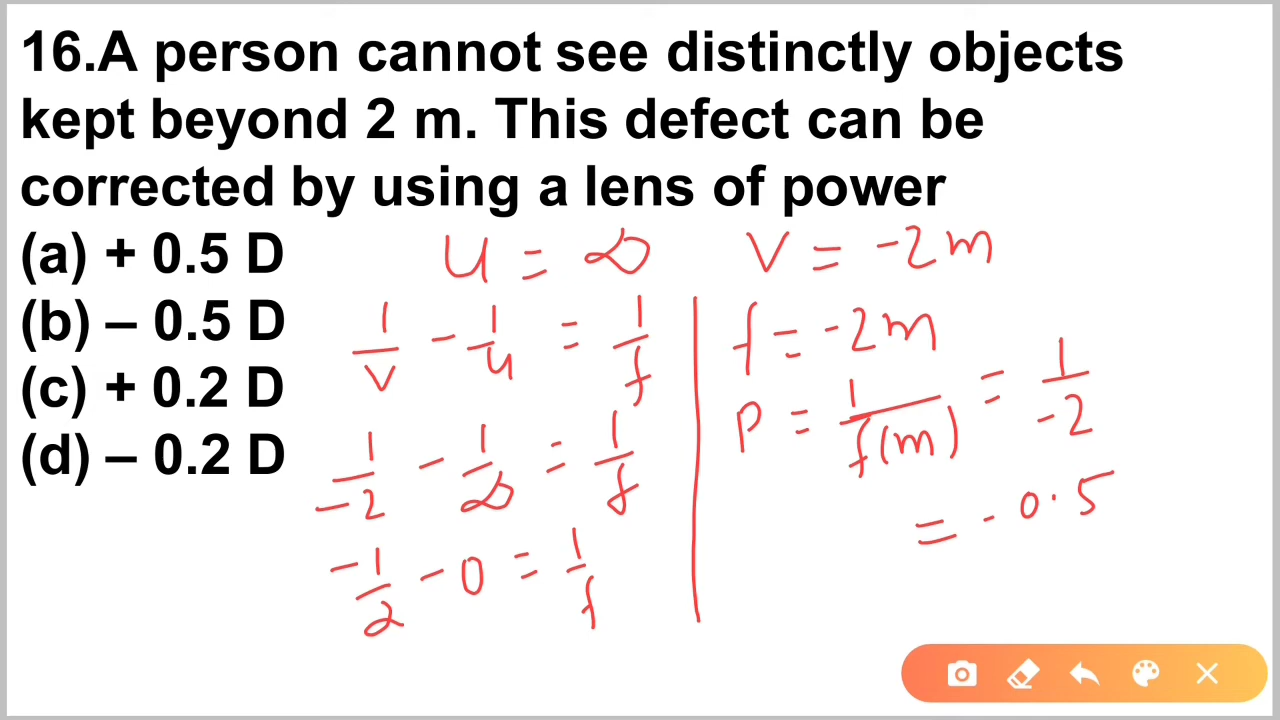 16.A person cannot see distinctly objects
kept beyond 2 m. This defect can be
corrected by using a lens of power
(a) + 0.5 D
(b) – 0.5 D
(c) + 0.2 D
(d) – 0.2 D
u = ∞
v = -2m
1/v - 1/u = 1/f
1/-2 - 1/∞ = 1/f
-1/2 - 0 = 1/f
f = -2m
P = 1/f(m) = 1/-2
= -0.5